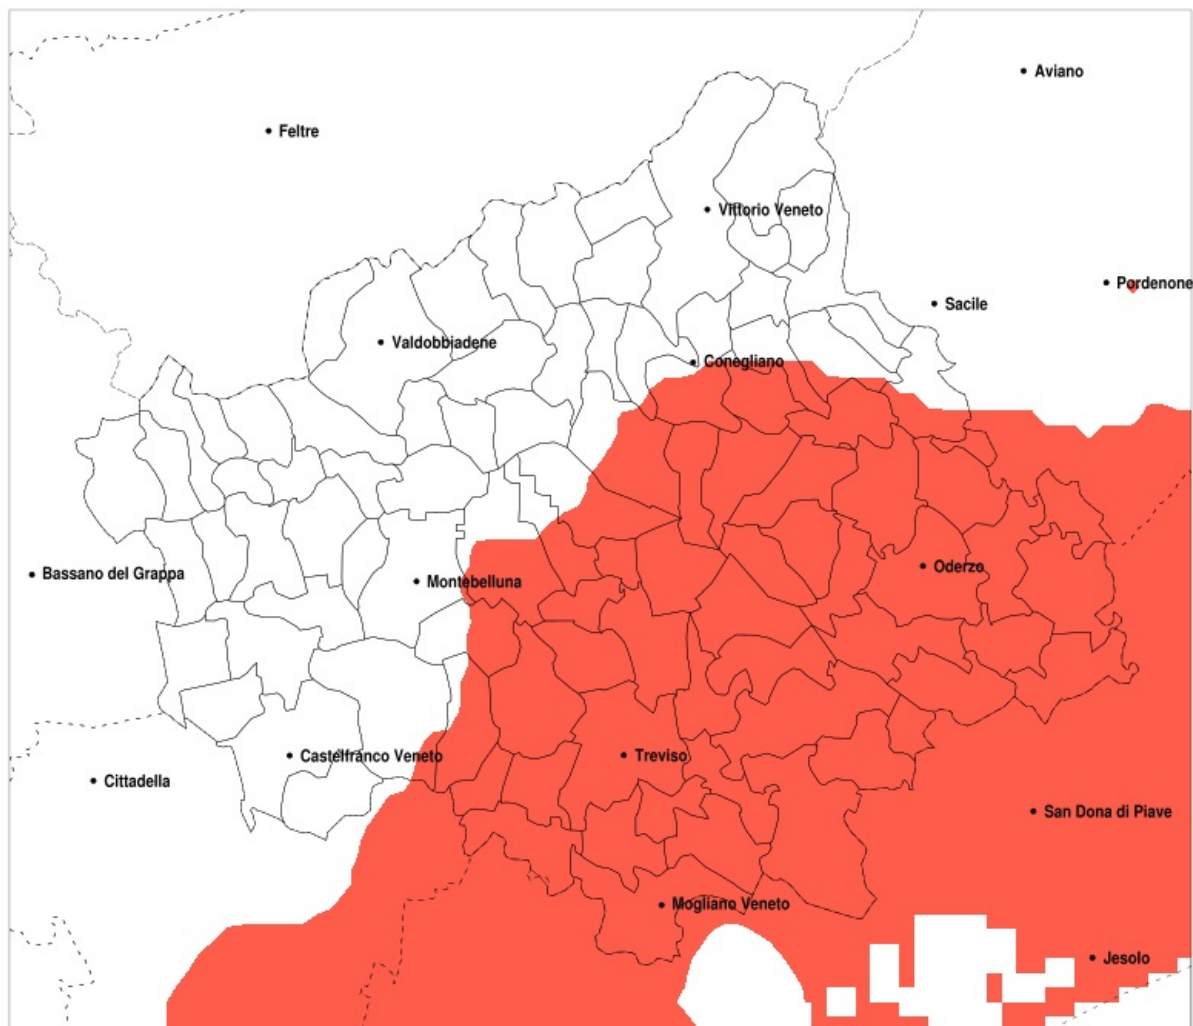 Aviano
Feltre
Vittorio Veneto
Pordenone
Sacile
Valdobbiadene
Conegliano
Oderzo
Bassano del Grappa
Montebelluna
Castelfranco Veneto
Treviso
Cittadella
San Dona di Piave
Mogliano Veneto
Jesolo